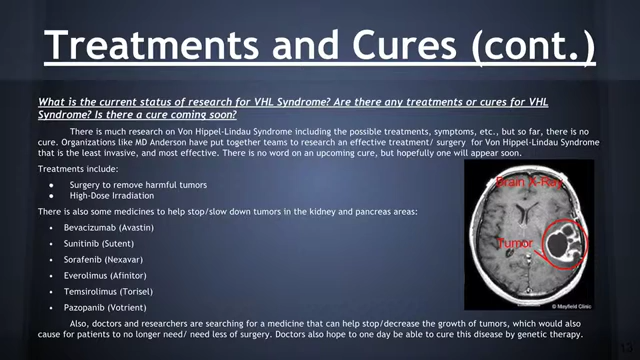 Treatments and Cures (cont.)
What is the current status of research for VHL Syndrome? Are there any treatments or cures for VHL
Syndrome? Is there a cure coming soon?
There is much research on Von Hippel-Lindau Syndrome including the possible treatments, symptoms, etc., but so far, there is no
cure. Organizations like MD Anderson have put together teams to research an effective treatment/ surgery for Von Hippel-Lindau Syndrome
that is the least invasive, and most effective. There is no word on an upcoming cure, but hopefully one will appear soon.
Treatments include:
● Surgery to remove harmful tumors
● High-Dose Irradiation
There is also some medicines to help stop/slow down tumors in the kidney and pancreas areas:
• Bevacizumab (Avastin)
• Sunitinib (Sutent)
• Sorafenib (Nexavar)
• Everolimus (Afinitor)
• Temsirolimus (Torisel)
• Pazopanib (Votrient)
Brain X-Ray
Tumor
© Mayfield Clinic
Also, doctors and researchers are searching for a medicine that can help stop/decrease the growth of tumors, which would also
cause for patients to no longer need/ need less of surgery. Doctors also hope to one day be able to cure this disease by genetic therapy.
13